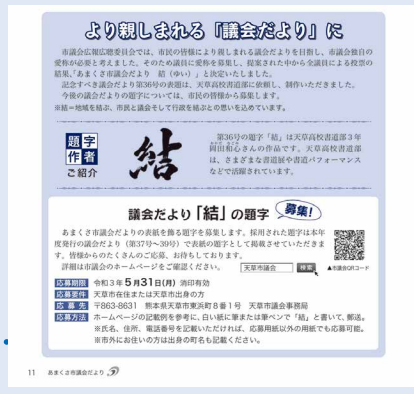 より親しまれる「議会だより」に
市議会広報広聴委員会では、市民の皆様により親しまれる議会だよりを目指し、市議会独自の
愛称が必要と考えました。そのため議員に愛称を募集し、提案された中から全議員による投票の
結果、「あまくさ市議会だより　結（ゆい）」と決定いたしました。
記念すべき議会だより第36号の表題は、天草高校書道部に依頼し、制作いただきました。
今後の議会だよりの題字については、市民の皆様から募集します。
※結＝地域を結ぶ、市民と議会そして行政を結ぶとの思いを込めています。
題字
作者
ご紹介
結
第36号の題字「結」は天草高校書道部３年
岡田和心さんの作品です。天草高校書道部
は、さまざまな書道展や書道パフォーマンス
などで活躍されています。
議会だより「結」の題字 募集！
あまくさ市議会だよりの表紙を飾る題字を募集します。採用された題字は本年
度発行の議会だより（第37号～39号）で表紙の題字として掲載させていただきま
す。皆様からのたくさんのご応募、お待ちしております。
詳細は市議会のホームページをご確認ください。
天草市議会 検索
▲市議会QRコード
応募期限 令和３年５月31日(月) 消印有効
応募要件 天草市在住または天草市出身の方
応募先 〒863-8631　熊本県天草市東浜町８番１号　天草市議会事務局
応募方法 ホームページの記載例を参考に、白い紙に筆または筆ペンで「結」と書いて、郵送。
※氏名、住所、電話番号を記載いただければ、応募用紙以外の用紙でも応募可能。
※市外にお住いの方は出身の町名も記載ください。
11 あまくさ市議会だより